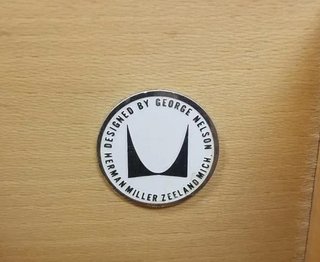 DESIGNED BY GEORGE NELSON
HERMAN MILLER ZEELAND MICH.